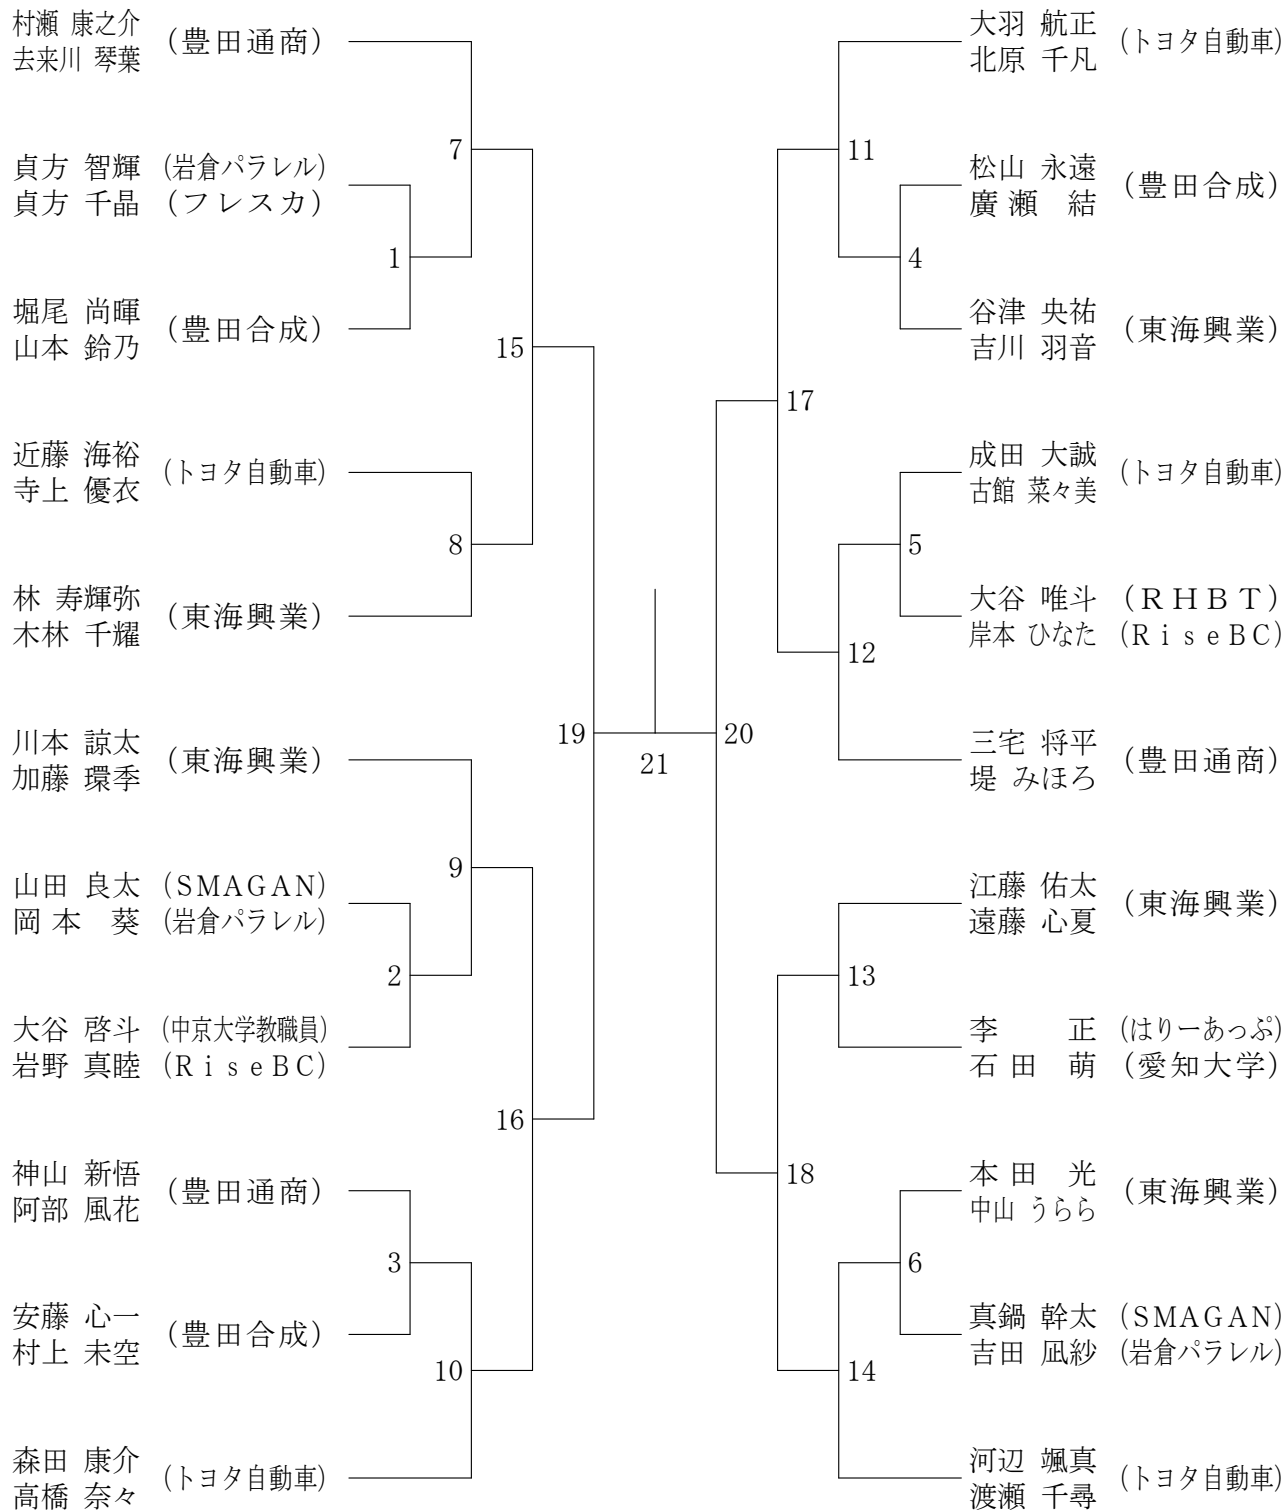 村瀬 康之介 (豊田通商)
去来川 琴葉
7
貞方 智輝 (岩倉パラレル)
貞方 千晶 (フレスカ)
1
堀尾 尚暉 (豊田合成)
山本 鈴乃
15
近藤 海裕 (トヨタ自動車)
寺上 優衣
8
林 寿輝弥 (東海興業)
木林 千耀
19
川本 諒太 (東海興業)
加藤 環季
9
山田 良太 (SMAGAN)
岡本 葵 (岩倉パラレル)
2
大谷 啓斗 (中京大学教職員)
岩野 真睦 (RiseBC)
16
神山 新悟 (豊田通商)
阿部 風花
3
安藤 心一 (豊田合成)
村上 未空
10
森田 康介 (トヨタ自動車)
高橋 奈々
21
大羽 航正 (トヨタ自動車)
北原 千凡
11
松山 永遠 (豊田合成)
廣瀬 結
4
谷津 央祐 (東海興業)
吉川 羽音
17
成田 大誠 (トヨタ自動車)
古館 菜々美
5
大谷 唯斗 (RHBT)
岸本 ひなた (RiseBC)
12
20
三宅 将平 (豊田通商)
堤 みほろ
江藤 佑太 (東海興業)
遠藤 心夏
13
李 正 (はりーあっぷ)
石田 萌 (愛知大学)
18
本田 光 (東海興業)
中山 うらら
6
真鍋 幹太 (SMAGAN)
吉田 凪紗 (岩倉パラレル)
14
河辺 颯真 (トヨタ自動車)
渡瀬 千尋